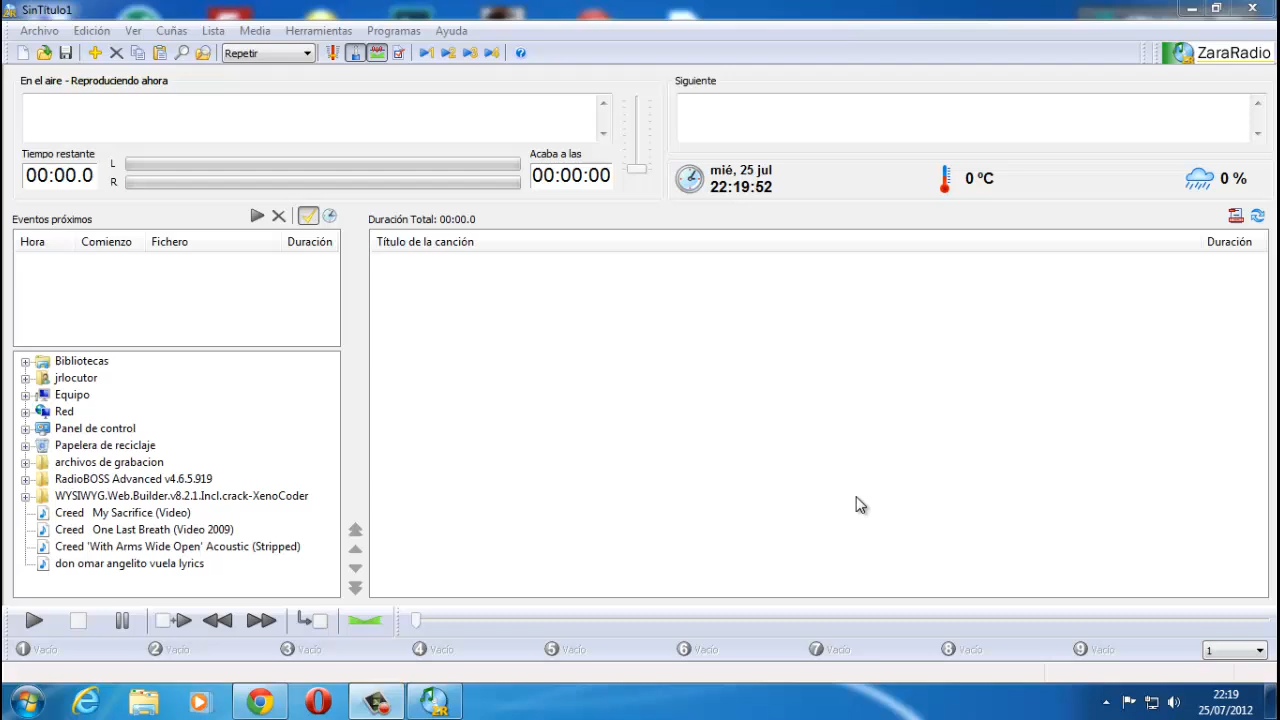 SinTítulo1
Archivo Edición Ver Cuñas Lista Media Herramientas Programas Ayuda
Repetir 1 2 3 4 ZaraRadio
En el aire - Reproduciendo ahora
Siguiente
Tiempo restante
00:00.0
L
R
Acaba a las
00:00:00
mié, 25 jul
22:19:52
0 ºC
0 %
Eventos próximos
Duración Total: 00:00.0
Hora Comienzo Fichero Duración
Título de la canción Duración
Bibliotecas
jrlocutor
Equipo
Red
Panel de control
Papelera de reciclaje
archivos de grabacion
RadioBOSS Advanced v4.6.5.919
WYSIWYG.Web.Builder.v8.2.1.Incl.crack-XenoCoder
Creed My Sacrifice (Video)
Creed One Last Breath (Video 2009)
Creed 'With Arms Wide Open' Acoustic (Stripped)
don omar angelito vuela lyrics
1 Vacío 2 Vacío 3 Vacío 4 Vacío 5 Vacío 6 Vacío 7 Vacío 8 Vacío 9 Vacío 1
22:19
25/07/2012